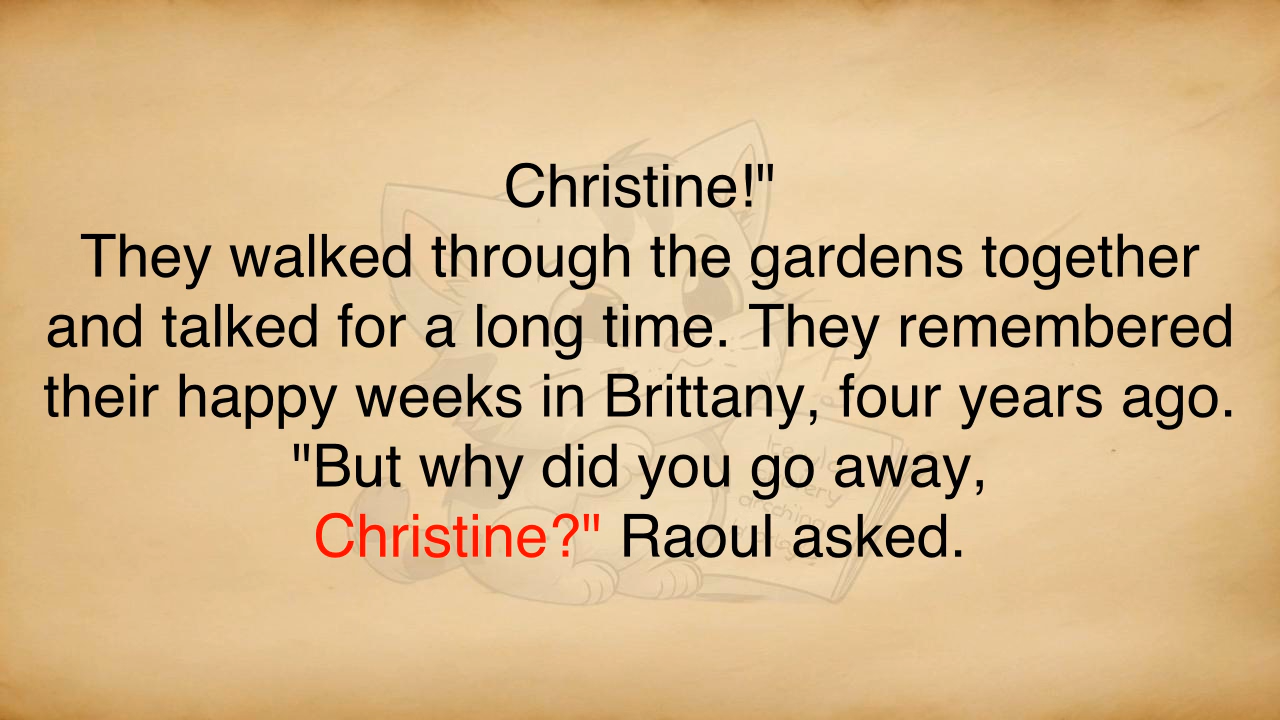 Christine!"
They walked through the gardens together
and talked for a long time. They remembered
their happy weeks in Brittany, four years ago.
"But why did you go away,
Christine?" Raoul asked.